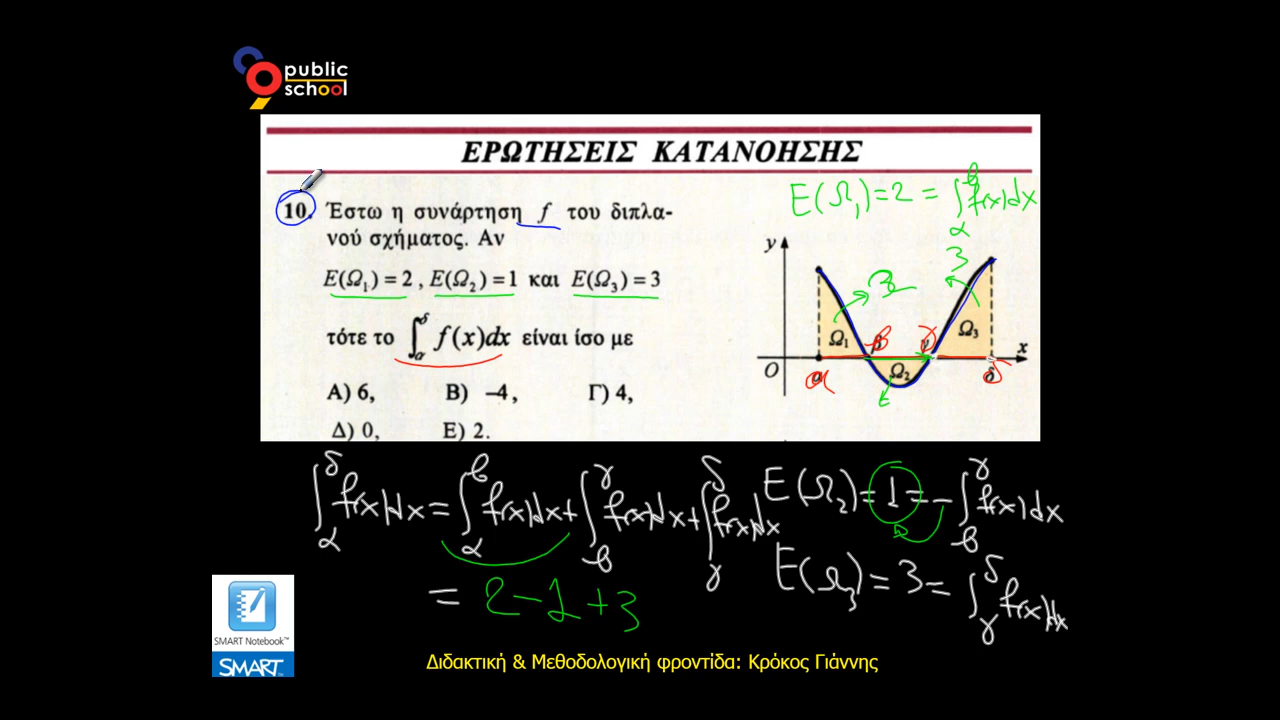 public
school
ΕΡΩΤΗΣΕΙΣ ΚΑΤΑΝΟΗΣΗΣ
10. Έστω η συνάρτηση f του διπλα-
νού σχήματος. Αν
E(Ω₁) = 2 , E(Ω₂) = 1 και E(Ω₃) = 3
τότε το ∫_α^δ f(x)dx είναι ίσο με
Α) 6, Β) –4, Γ) 4,
Δ) 0, Ε) 2.
E(Ω₁) = 2 = ∫_α^β f(x)dx
y
3
Ω₁ β γ Ω₃ x
O α Ω₂ δ
∫_α^δ f(x)dx = ∫_α^β f(x)dx + ∫_β^γ f(x)dx + ∫_γ^δ f(x)dx
= 2 – 1 + 3
E(Ω₂) = 1 = – ∫_β^γ f(x)dx
E(Ω₃) = 3 = ∫_γ^δ f(x)dx
SMART Notebook™
SMART
Διδακτική & Μεθοδολογική φροντίδα: Κρόκος Γιάννης